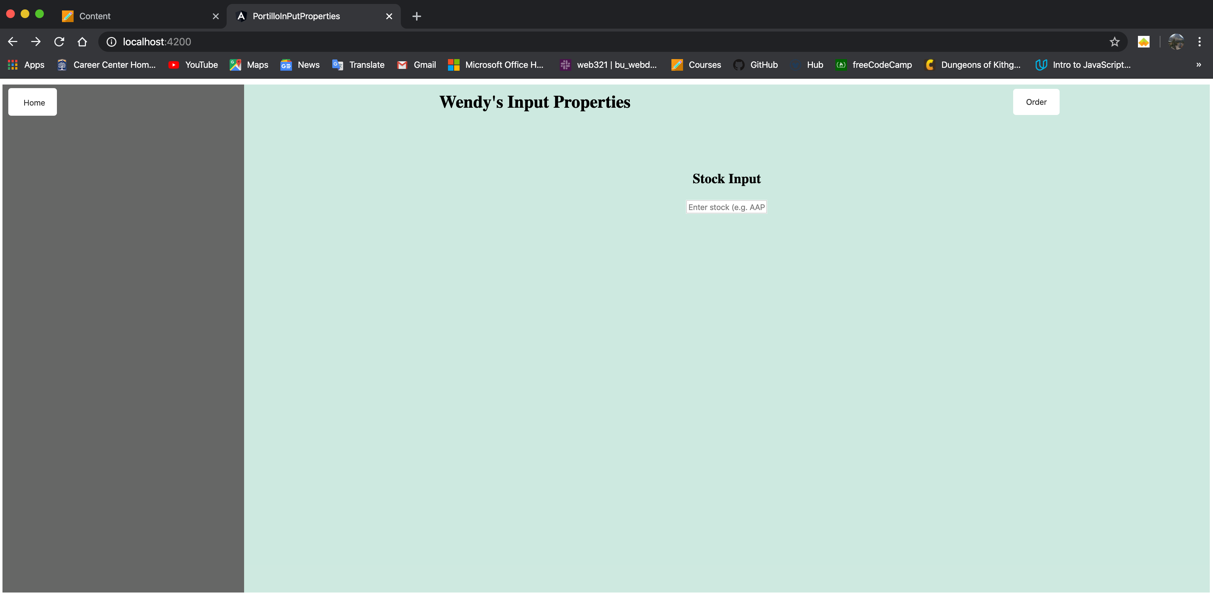 Content
PortilloInPutProperties
localhost:4200
Apps Career Center Hom... YouTube Maps News Translate Gmail Microsoft Office H... web321 | bu_webd... Courses GitHub Hub freeCodeCamp Dungeons of Kithg... Intro to JavaScript... »
Home Wendy's Input Properties Order
Stock Input
Enter stock (e.g. AAP